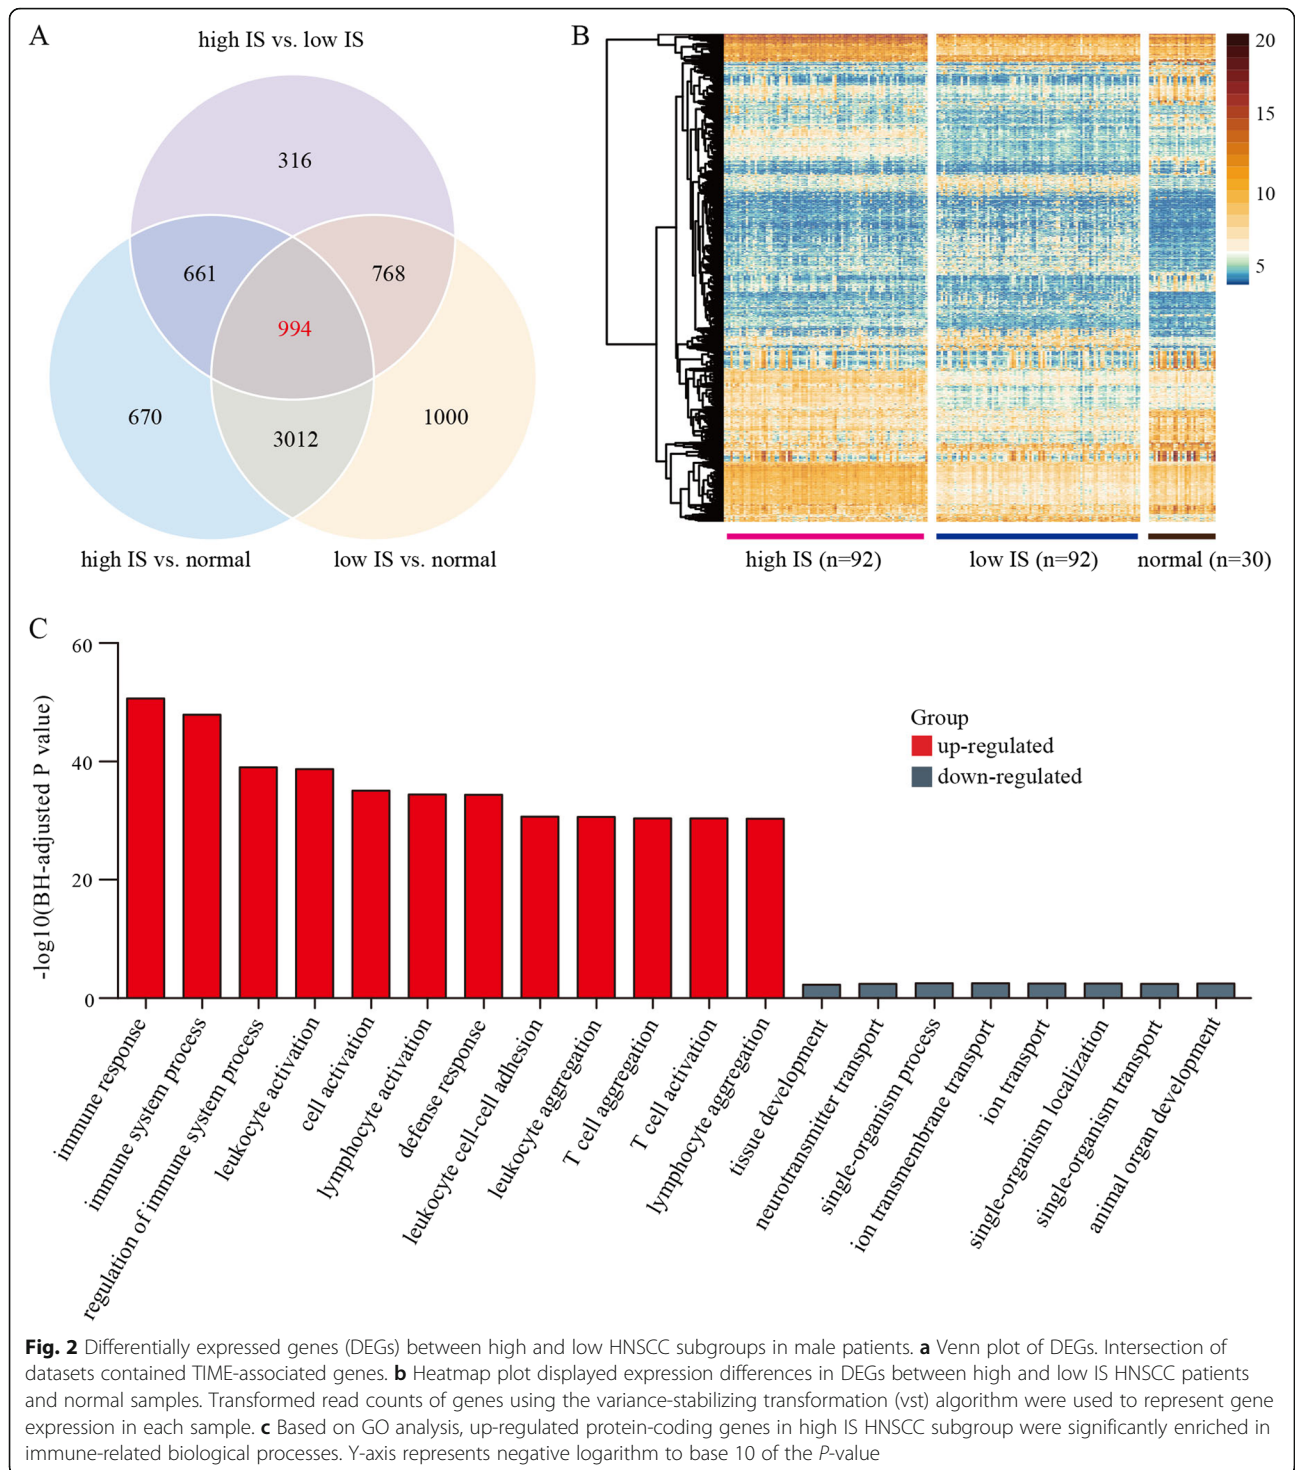 A
high IS vs. low IS
316
661
768
994
670
3012
1000
high IS vs. normal
low IS vs. normal
B
20
15
10
5
high IS (n=92)
low IS (n=92)
normal (n=30)
C
-log10(BH-adjusted P value)
60
40
20
0
Group
up-regulated
down-regulated
immune response
immune system process
regulation of immune system process
leukocyte activation
cell activation
lymphocyte activation
defense response
leukocyte cell-cell-adhesion
leukocyte aggregation
T cell aggregation
T cell activation
lymphocyte aggregation
tissue development
neurotransmitter transport
single-organism process
ion transmembrane transport
ion transport
single-organism localization
single-organism transport
animal organ development
Fig. 2 Differentially expressed genes (DEGs) between high and low HNSCC subgroups in male patients. a Venn plot of DEGs. Intersection of
datasets contained TIME-associated genes. b Heatmap plot displayed expression differences in DEGs between high and low IS HNSCC patients
and normal samples. Transformed read counts of genes using the variance-stabilizing transformation (vst) algorithm were used to represent gene
expression in each sample. c Based on GO analysis, up-regulated protein-coding genes in high IS HNSCC subgroup were significantly enriched in
immune-related biological processes. Y-axis represents negative logarithm to base 10 of the P-value